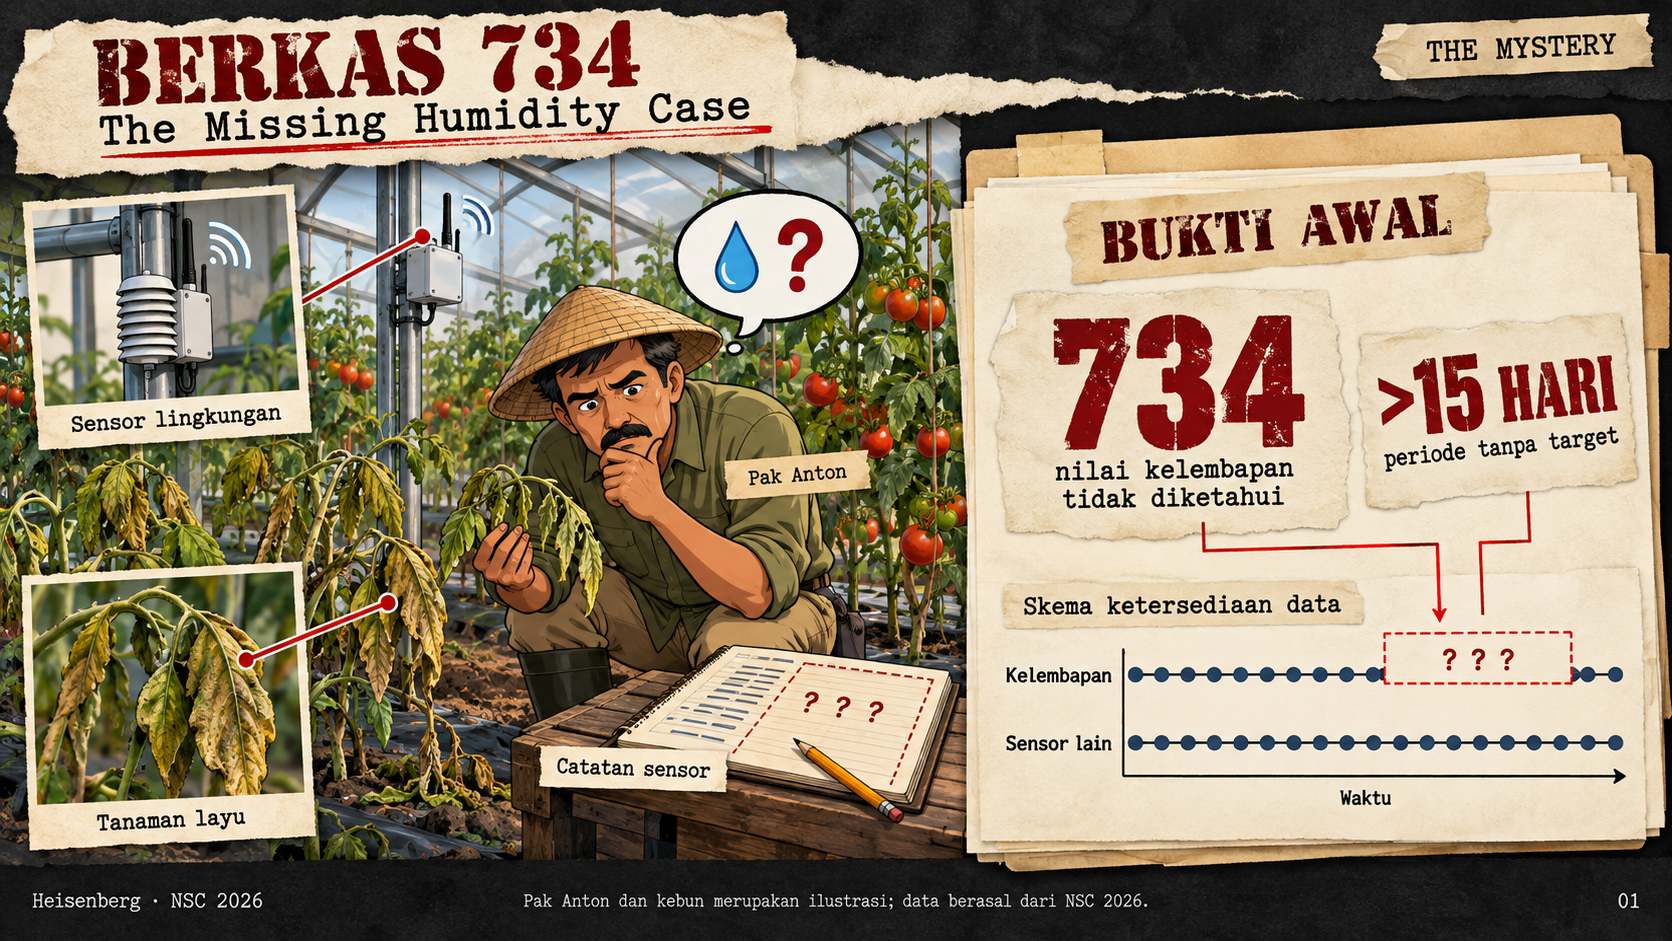 BERKAS 734
The Missing Humidity Case
THE MYSTERY
Sensor lingkungan
?
Pak Anton
Tanaman layu
Catatan sensor
? ? ?
BUKTI AWAL
734
nilai kelembapan
tidak diketahui
>15 HARI
periode tanpa target
Skema ketersediaan data
Kelembapan
? ? ?
Sensor lain
Waktu
Heisenberg · NSC 2026
Pak Anton dan kebun merupakan ilustrasi; data berasal dari NSC 2026.
01